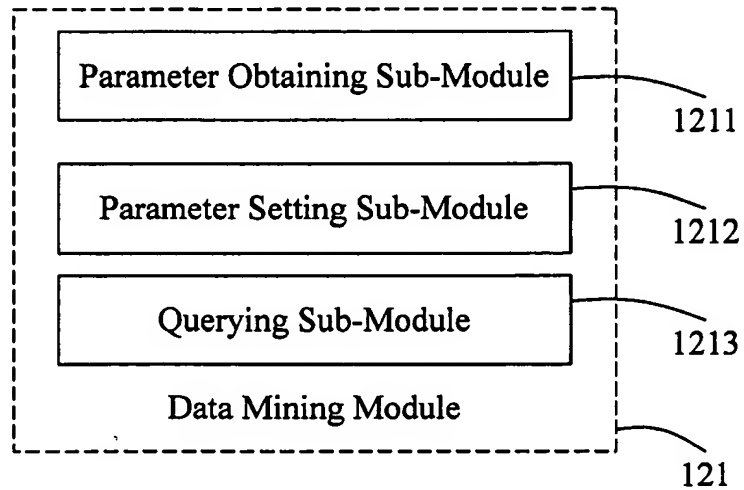 Parameter Obtaining Sub-Module
1211
Parameter Setting Sub-Module
1212
Querying Sub-Module
1213
Data Mining Module
121